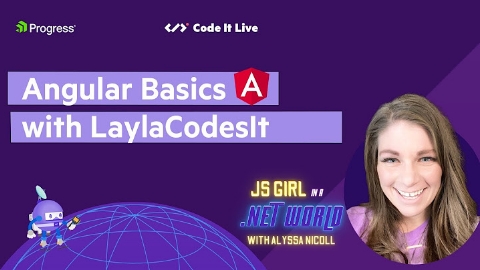 Progress
Code It Live
Angular Basics A
with LaylaCodesIt
JS GIRL IN A
.NET WORLD
WITH ALYSSA NICOLL